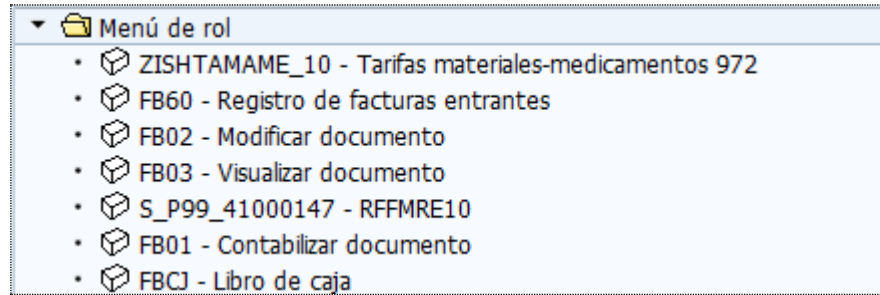 Menú de rol
ZISHTAMAME_10 - Tarifas materiales-medicamentos 972
FB60 - Registro de facturas entrantes
FB02 - Modificar documento
FB03 - Visualizar documento
S_P99_41000147 - RFFMRE10
FB01 - Contabilizar documento
FBCJ - Libro de caja